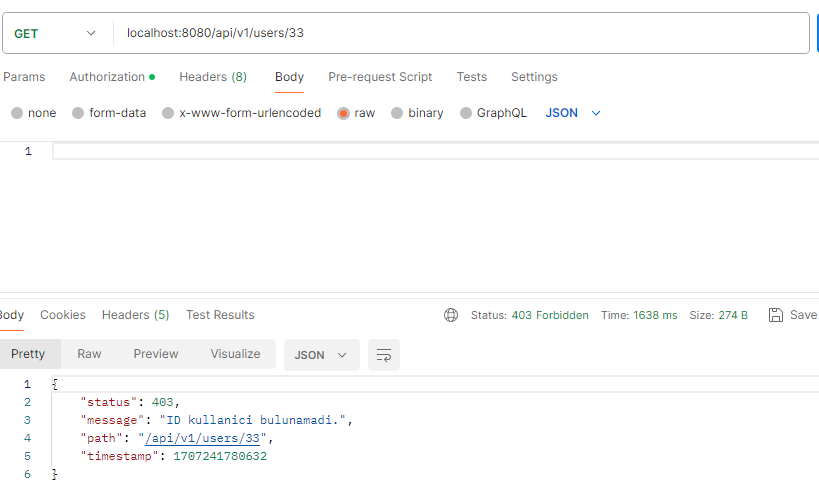 GET localhost:8080/api/v1/users/33
Params Authorization Headers (8) Body Pre-request Script Tests Settings
none form-data x-www-form-urlencoded raw binary GraphQL JSON
1
Body Cookies Headers (5) Test Results Status: 403 Forbidden Time: 1638 ms Size: 274 B Save
Pretty Raw Preview Visualize JSON
1 {
2 "status": 403,
3 "message": "ID kullanici bulunamadi.",
4 "path": "/api/v1/users/33",
5 "timestamp": 1707241780632
6 }